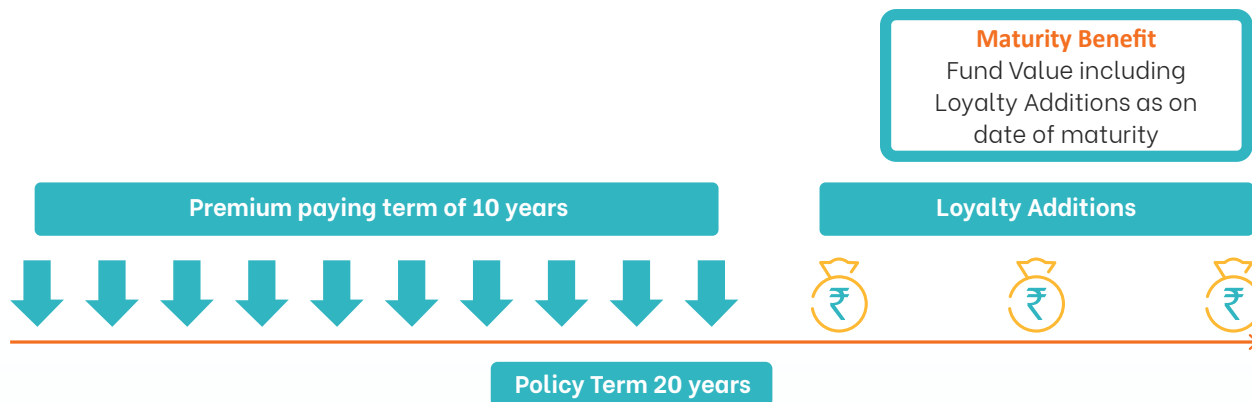 Maturity Benefit
Fund Value including
Loyalty Additions as on
date of maturity
Premium paying term of 10 years
Loyalty Additions
₹ ₹ ₹
Policy Term 20 years